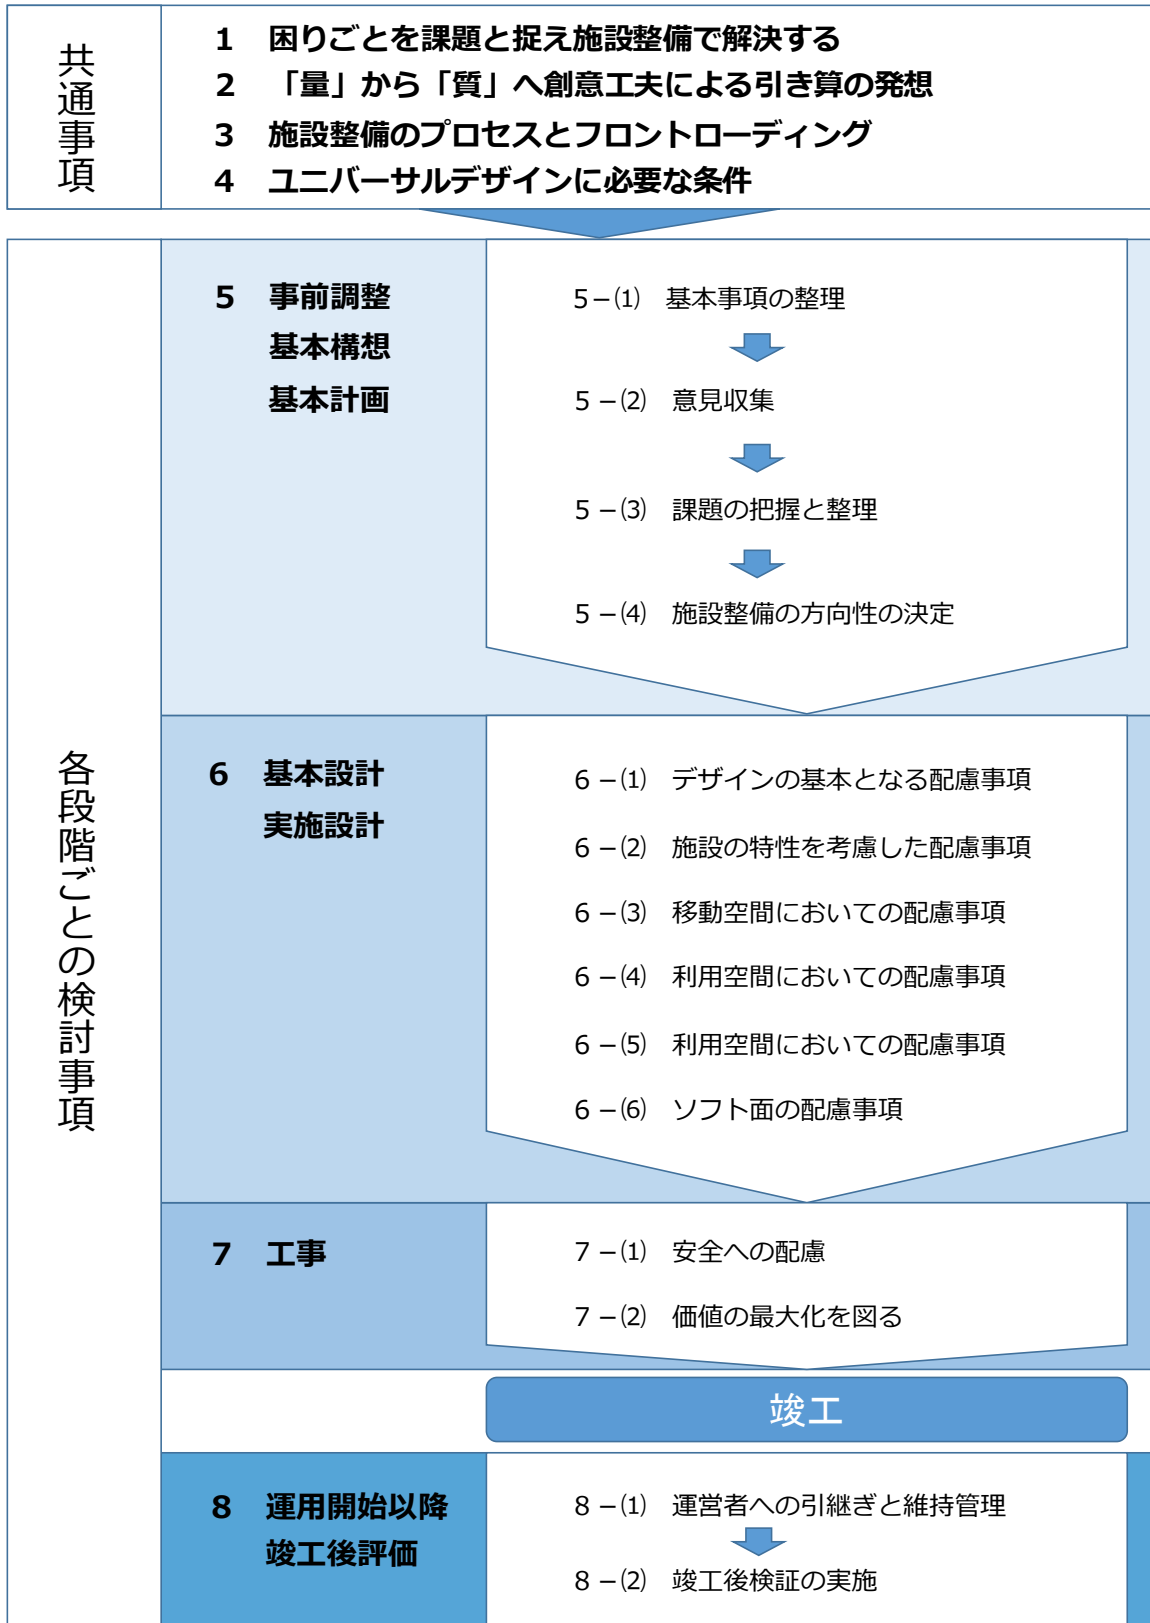 共通事項
1 困りごとを課題と捉え施設整備で解決する
2 「量」から「質」へ創意工夫による引き算の発想
3 施設整備のプロセスとフロントローディング
4 ユニバーサルデザインに必要な条件
各段階ごとの検討事項
5 事前調整
基本構想
基本計画
5−⑴ 基本事項の整理
5−⑵ 意見収集
5−⑶ 課題の把握と整理
5−⑷ 施設整備の方向性の決定
6 基本設計
実施設計
6−⑴ デザインの基本となる配慮事項
6−⑵ 施設の特性を考慮した配慮事項
6−⑶ 移動空間においての配慮事項
6−⑷ 利用空間においての配慮事項
6−⑸ 利用空間においての配慮事項
6−⑹ ソフト面の配慮事項
7 工事
7−⑴ 安全への配慮
7−⑵ 価値の最大化を図る
竣工
8 運用開始以降
竣工後評価
8−⑴ 運営者への引継ぎと維持管理
8−⑵ 竣工後検証の実施